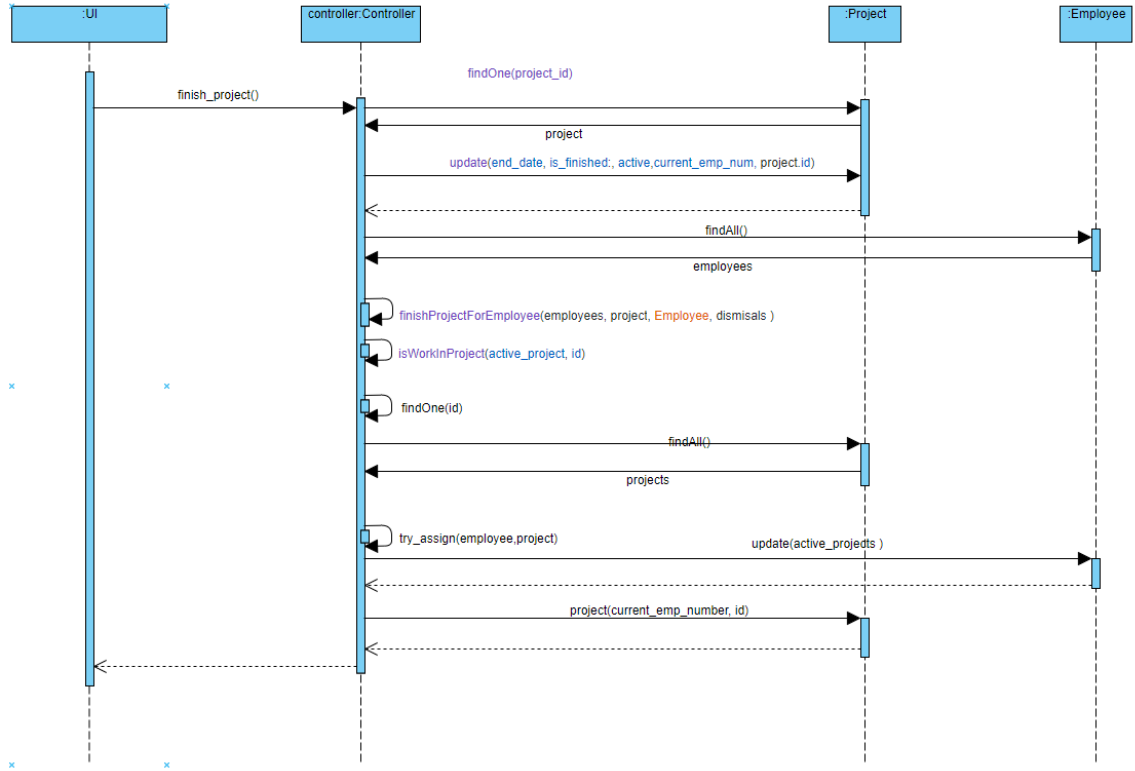 :UI
controller:Controller
:Project
:Employee
findOne(project_id)
finish_project()
project
update(end_date, is_finished:, active,current_emp_num, project.id)
findAll()
employees
finishProjectForEmployee(employees, project, Employee, dismisals )
isWorkInProject(active_project, id)
findOne(id)
findAll()
projects
try_assign(employee,project)
update(active_projects )
project(current_emp_number, id)